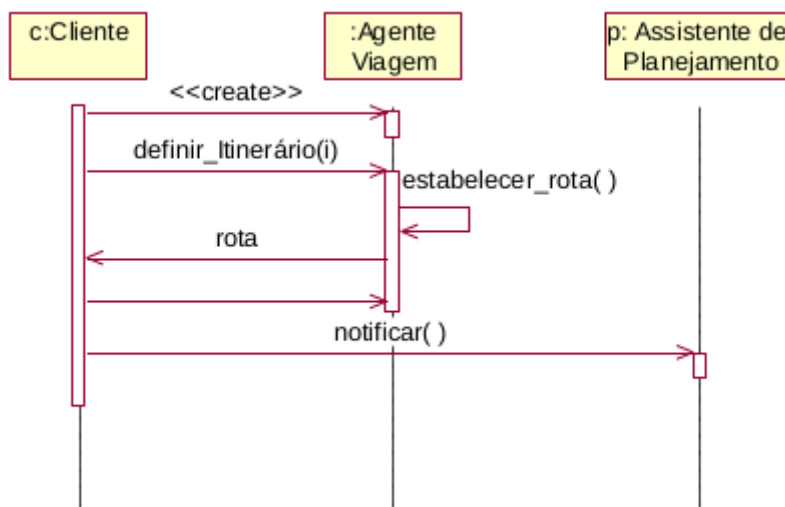 c:Cliente
:Agente
Viagem
p: Assistente de
Planejamento
<<create>>
definir_Itinerário(i)
estabelecer_rota( )
rota
notificar( )